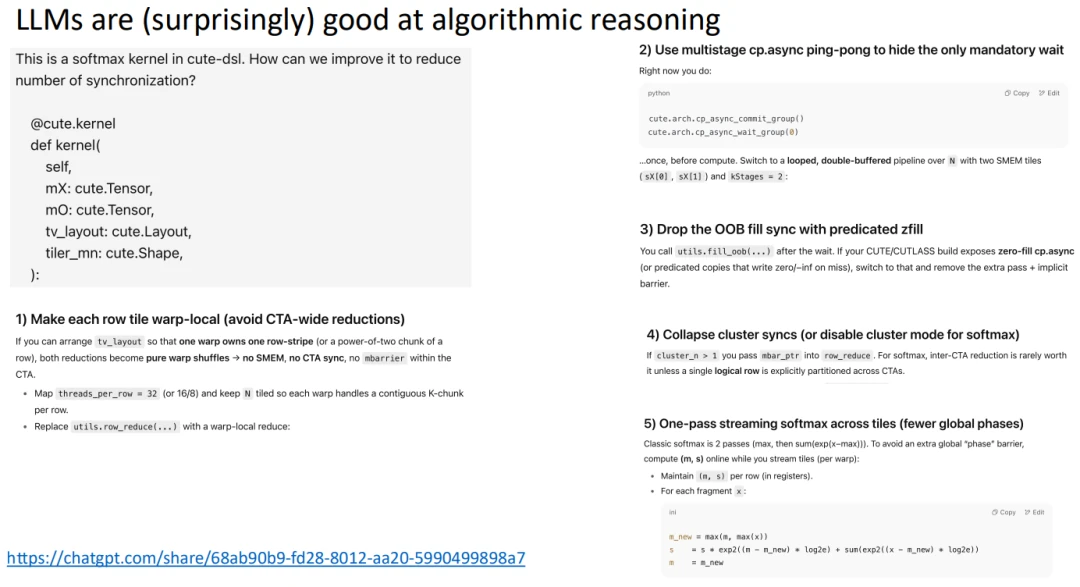 LLMs are (surprisingly) good at algorithmic reasoning
This is a softmax kernel in cute-dsl. How can we improve it to reduce
number of synchronization?
@cute.kernel
def kernel(
self,
mX: cute.Tensor,
mO: cute.Tensor,
tv_layout: cute.Layout,
tiler_mn: cute.Shape,
):
1) Make each row tile warp-local (avoid CTA-wide reductions)
If you can arrange tv_layout so that one warp owns one row-stripe (or a power-of-two chunk of a
row), both reductions become pure warp shuffles → no SMEM, no CTA sync, no mbarrier within the
CTA.
• Map threads_per_row = 32 (or 16/8) and keep N tiled so each warp handles a contiguous K-chunk
per row.
• Replace utils.row_reduce(...) with a warp-local reduce:
https://chatgpt.com/share/68ab90b9-fd28-8012-aa20-5990499898a7
2) Use multistage cp.async ping-pong to hide the only mandatory wait
Right now you do:
python
Copy Edit
cute.arch.cp_async_commit_group()
cute.arch.cp_async_wait_group(0)
...once, before compute. Switch to a looped, double-buffered pipeline over N with two SMEM tiles
( sX[0] , sX[1] ) and kStages = 2 :
3) Drop the OOB fill sync with predicated zfill
You call utils.fill_oob(...) after the wait. If your CUTE/CUTLASS build exposes zero-fill cp.async
(or predicated copies that write zero/−inf on miss), switch to that and remove the extra pass + implicit
barrier.
4) Collapse cluster syncs (or disable cluster mode for softmax)
If cluster_n > 1 you pass mbar_ptr into row_reduce . For softmax, inter-CTA reduction is rarely worth
it unless a single logical row is explicitly partitioned across CTAs.
5) One-pass streaming softmax across tiles (fewer global phases)
Classic softmax is 2 passes (max, then sum(exp(x−max))). To avoid an extra global "phase" barrier,
compute (m, s) online while you stream tiles (per warp):
• Maintain (m, s) per row (in registers).
• For each fragment x :
ini
Copy Edit
m_new = max(m, max(x))
s = s * exp2((m - m_new) * log2e) + sum(exp2((x - m_new) * log2e))
m = m_new